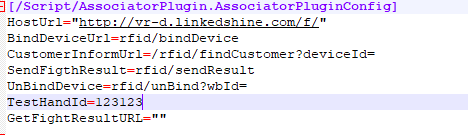 [/Script/AssociatorPlugin.AssociatorPluginConfig]
HostUrl="http://vr-d.linkedshine.com/f/"
BindDeviceUrl=rfid/bindDevice
CustomerInformUrl=/rfid/findCustomer?deviceId=
SendFigthResult=rfid/sendResult
UnBindDevice=rfid/unBind?wbId=
TestHandId=123123
GetFightResultURL=""